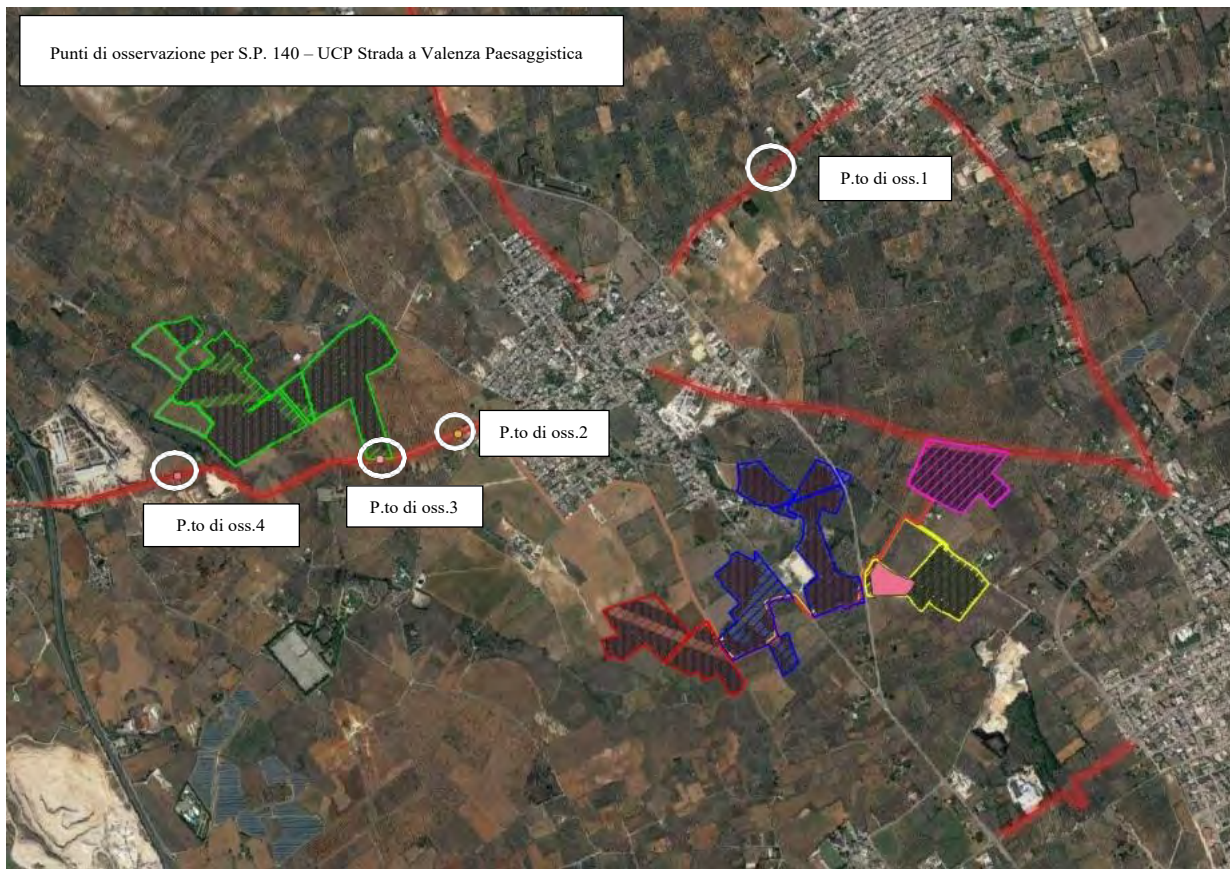 Punti di osservazione per S.P. 140 – UCP Strada a Valenza Paesaggistica
P.to di oss.1
P.to di oss.2
P.to di oss.3
P.to di oss.4